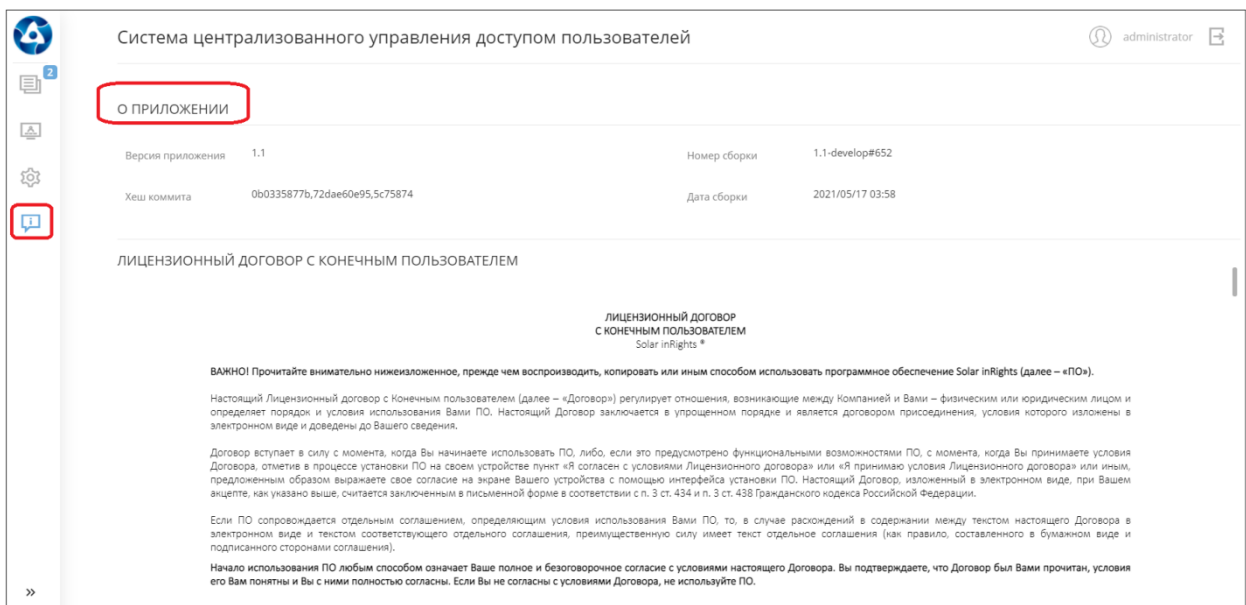 Система централизованного управления доступом пользователей
administrator
2
О ПРИЛОЖЕНИИ
Версия приложения 1.1 Номер сборки 1.1-develop#652
Хеш коммита 0b0335877b,72dae60e95,5c75874 Дата сборки 2021/05/17 03:58
ЛИЦЕНЗИОННЫЙ ДОГОВОР С КОНЕЧНЫМ ПОЛЬЗОВАТЕЛЕМ
ЛИЦЕНЗИОННЫЙ ДОГОВОР
С КОНЕЧНЫМ ПОЛЬЗОВАТЕЛЕМ
Solar inRights ®
ВАЖНО! Прочитайте внимательно нижеизложенное, прежде чем воспроизводить, копировать или иным способом использовать программное обеспечение Solar inRights (далее – «ПО»).
Настоящий Лицензионный договор с Конечным пользователем (далее – «Договор») регулирует отношения, возникающие между Компанией и Вами – физическим или юридическим лицом и
определяет порядок и условия использования Вами ПО. Настоящий Договор заключается в упрощенном порядке и является договором присоединения, условия которого изложены в
электронном виде и доведены до Вашего сведения.
Договор вступает в силу с момента, когда Вы начинаете использовать ПО, либо, если это предусмотрено функциональными возможностями ПО, с момента, когда Вы принимаете условия
Договора, отметив в процессе установки ПО на своем устройстве пункт «Я согласен с условиями Лицензионного договора» или «Я принимаю условия Лицензионного договора» или иным,
предложенным образом выражаете свое согласие на экране Вашего устройства с помощью интерфейса установки ПО. Настоящий Договор, изложенный в электронном виде, при Вашем
акцепте, как указано выше, считается заключенным в письменной форме в соответствии с п. 3 ст. 434 и п. 3 ст. 438 Гражданского кодекса Российской Федерации.
Если ПО сопровождается отдельным соглашением, определяющим условия использования Вами ПО, то, в случае расхождений в содержании между текстом настоящего Договора в
электронном виде и текстом соответствующего отдельного соглашения, преимущественную силу имеет текст отдельное соглашения (как правило, составленного в бумажном виде и
подписанного сторонами соглашения).
Начало использования ПО любым способом означает Ваше полное и безоговорочное согласие с условиями настоящего Договора. Вы подтверждаете, что Договор был Вами прочитан, условия
его Вам понятны и Вы с ними полностью согласны. Если Вы не согласны с условиями Договора, не используйте ПО.